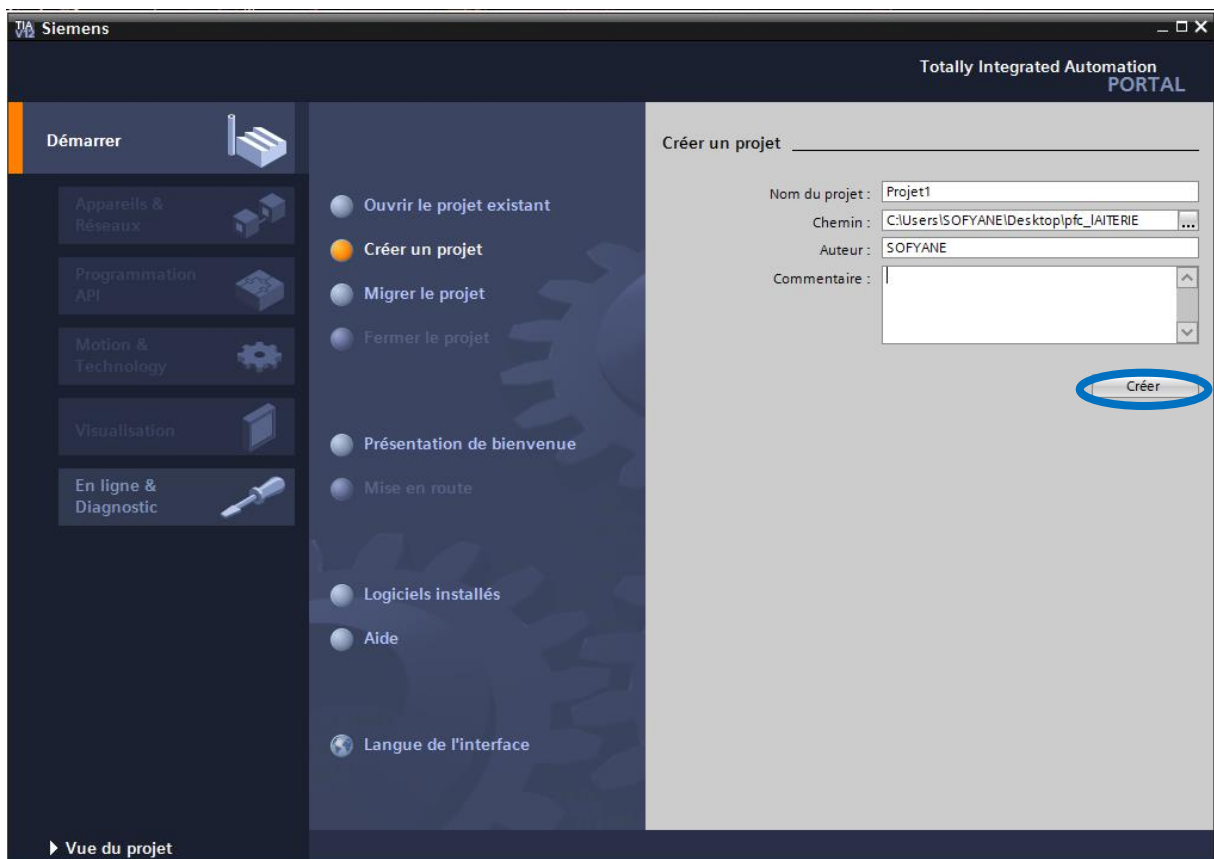 TIA
V12 Siemens
Totally Integrated Automation
PORTAL
Démarrer
Appareils &
Réseaux
Programmation
API
Motion &
Technology
Visualisation
En ligne &
Diagnostic
Vue du projet
Ouvrir le projet existant
Créer un projet
Migrer le projet
Fermer le projet
Présentation de bienvenue
Mise en route
Logiciels installés
Aide
Langue de l'interface
Créer un projet
Nom du projet : Projet1
Chemin : C:\Users\SOFYANE\Desktop\pfc_lAITERIE ...
Auteur : SOFYANE
Commentaire :
Créer